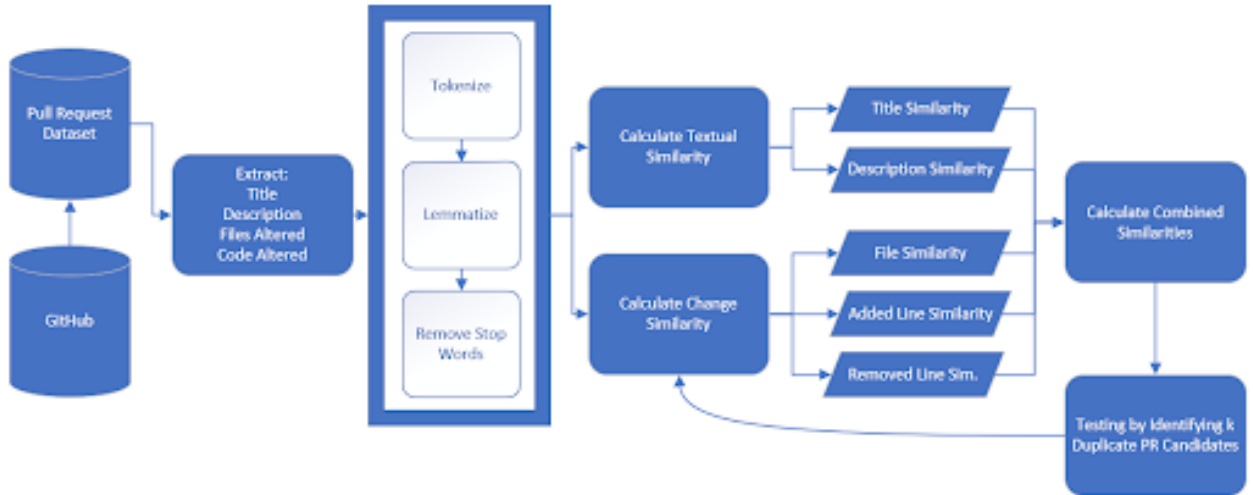 Pull Request
Dataset
GitHub
Extract:
Title
Description
Files Altered
Code Altered
Tokenize
Lemmatize
Remove Stop
Words
Calculate Textual
Similarity
Calculate Change
Similarity
Title Similarity
Description Similarity
File Similarity
Added Line Similarity
Removed Line Sim.
Calculate Combined
Similarities
Testing by Identifying k
Duplicate PR Candidates